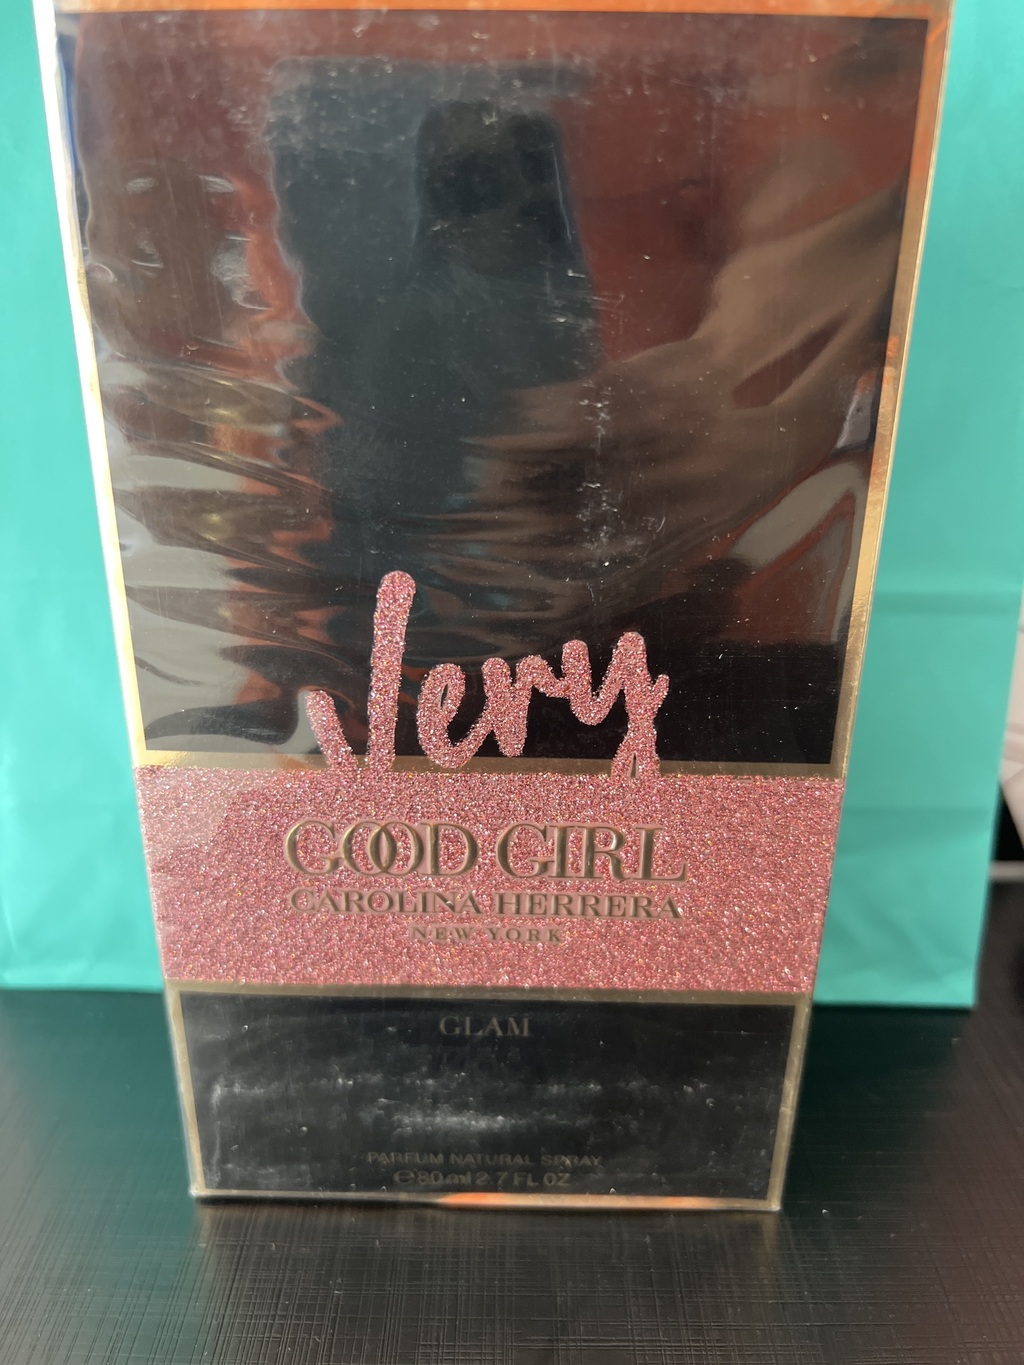 Very
GOOD GIRL
CAROLINA HERRERA
NEW YORK
GLAM
PARFUM NATURAL SPRAY
℮80 ml 2.7 FL OZ